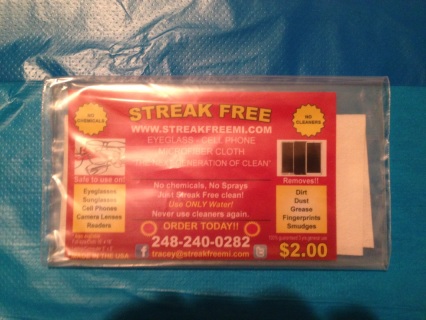 STREAK FREE
NO CHEMICALS
NO CLEANERS
WWW.STREAKFREEMI.COM
EYEGLASS - CELL PHONE
MICROFIBER CLOTH
GENERATION OF CLEAN"
Safe to use on!
Eyeglasses
Sunglasses
Cell Phones
Camera Lenses
Readers
No chemicals, No Sprays
Just Streak Free clean!
Use ONLY Water!
Never use cleaners again.
ORDER TODAY!!
248-240-0282
tracey@streakfreemi.com
Removes!!
Dirt
Dust
Grease
Fingerprints
Smudges
$2.00
THE USA